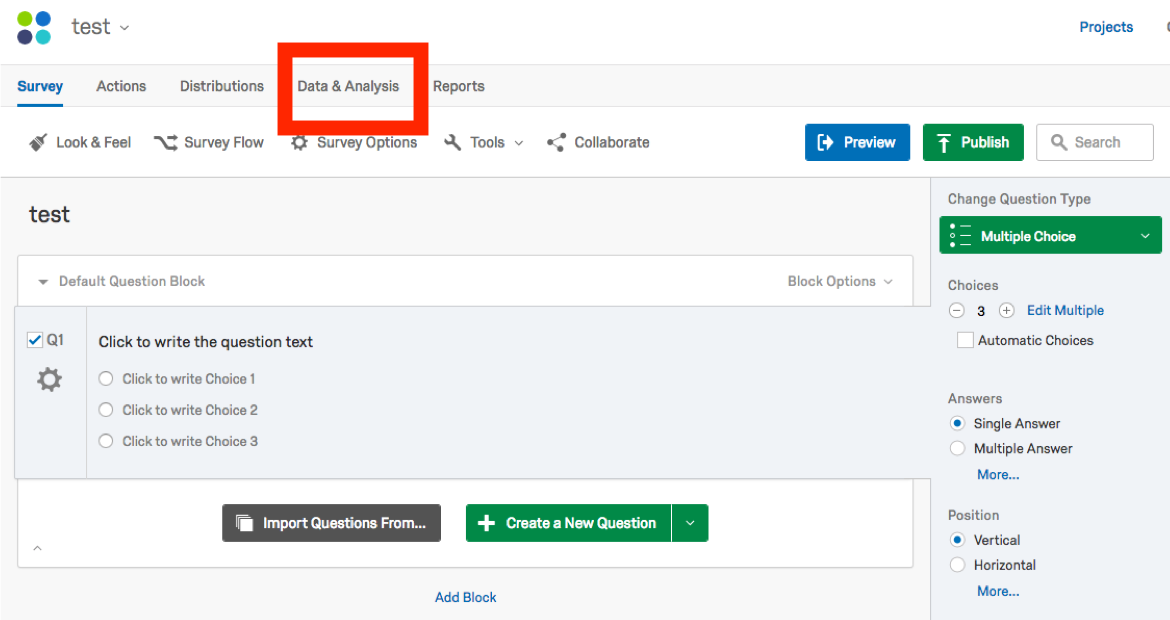 test
Projects
Survey Actions Distributions Data & Analysis Reports
Look & Feel Survey Flow Survey Options Tools Collaborate Preview Publish Search
test
Change Question Type
Multiple Choice
Default Question Block Block Options
Choices
3 Edit Multiple
Automatic Choices
Q1 Click to write the question text
Click to write Choice 1
Click to write Choice 2
Click to write Choice 3
Answers
Single Answer
Multiple Answer
More...
Import Questions From... Create a New Question
Position
Vertical
Horizontal
More...
Add Block